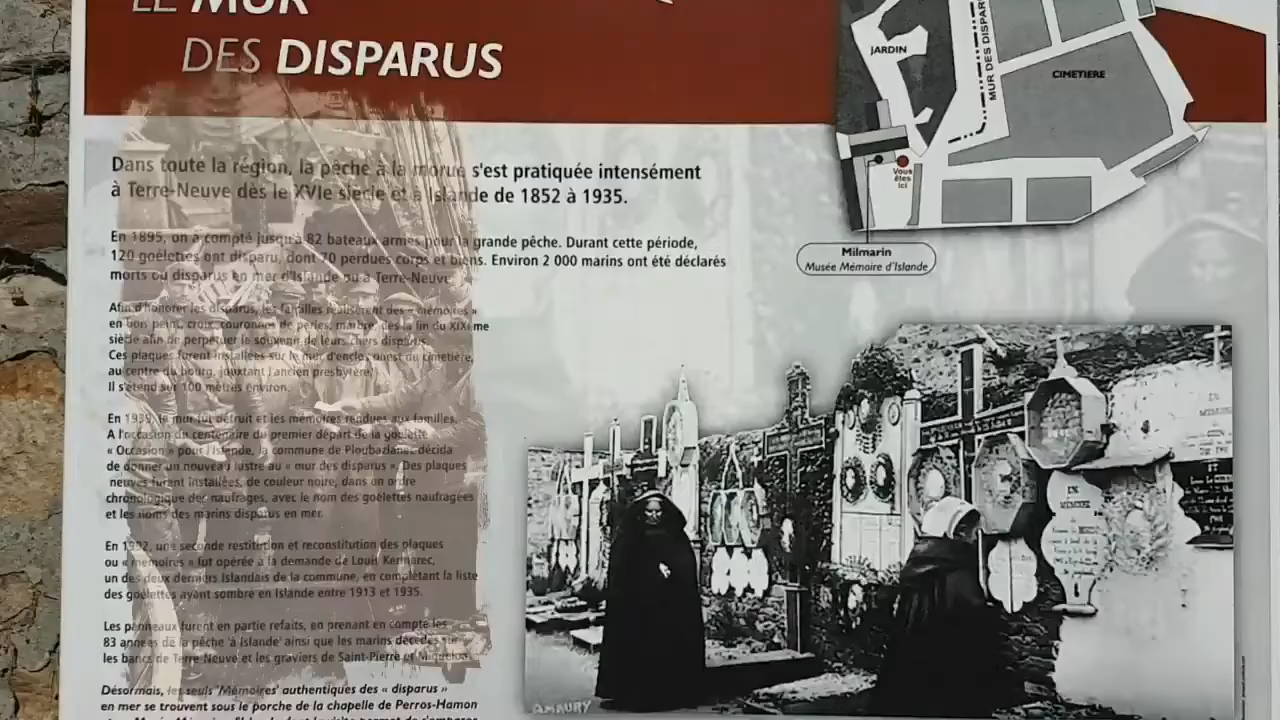 LE MUR
DES DISPARUS
Dans toute la région, la pêche à la morue s'est pratiquée intensément
à Terre-Neuve dès le XVIe siècle et à Islande de 1852 à 1935.
En 1895, on a compté jusqu'à 82 bateaux armés pour la grande pêche. Durant cette période,
120 goélettes ont disparu, dont 70 perdues corps et biens. Environ 2 000 marins ont été déclarés
morts ou disparus en mer d'Islande ou à Terre-Neuve.
Afin d'honorer les disparus, les familles réalisèrent des « mémoires »
en bois peint, croix, couronnes de perles, marbre, dès la fin du XIXème
siècle afin de perpétuer le souvenir de leurs chers disparus.
Ces plaques furent installées sur le mur d'enclos ouest du cimetière,
au centre du bourg, jouxtant l'ancien presbytère.
Il s'étend sur 100 mètres environ.
En 1939, le mur fut détruit et les mémoires rendues aux familles.
A l'occasion du centenaire du premier départ de la goélette
« Occasion » pour l'Islande, la commune de Ploubazlanec décida
de donner un nouveau lustre au « mur des disparus ». Des plaques
neuves furent installées, de couleur noire, dans un ordre
chronologique des naufrages, avec le nom des goélettes naufragées
et les noms des marins disparus en mer.
En 1992, une seconde restitution et reconstitution des plaques
ou « mémoires » fut opérée à la demande de Louis Kermarec,
un des deux derniers Islandais de la commune, en complétant la liste
des goélettes ayant sombré en Islande entre 1913 et 1935.
Les panneaux furent en partie refaits, en prenant en compte les
83 années de la pêche 'à Islande' ainsi que les marins décédés sur
les bancs de Terre-Neuve et les graviers de Saint-Pierre et Miquelon.
Désormais, les seuls 'Mémoires' authentiques des « disparus »
en mer se trouvent sous le porche de la chapelle de Perros-Hamon
JARDIN
MUR DES DISPAR
CIMETIERE
Vous
êtes
ici
Milmarin
Musée Mémoire d'Islande
EN
MÉMOIRE
AMAURY